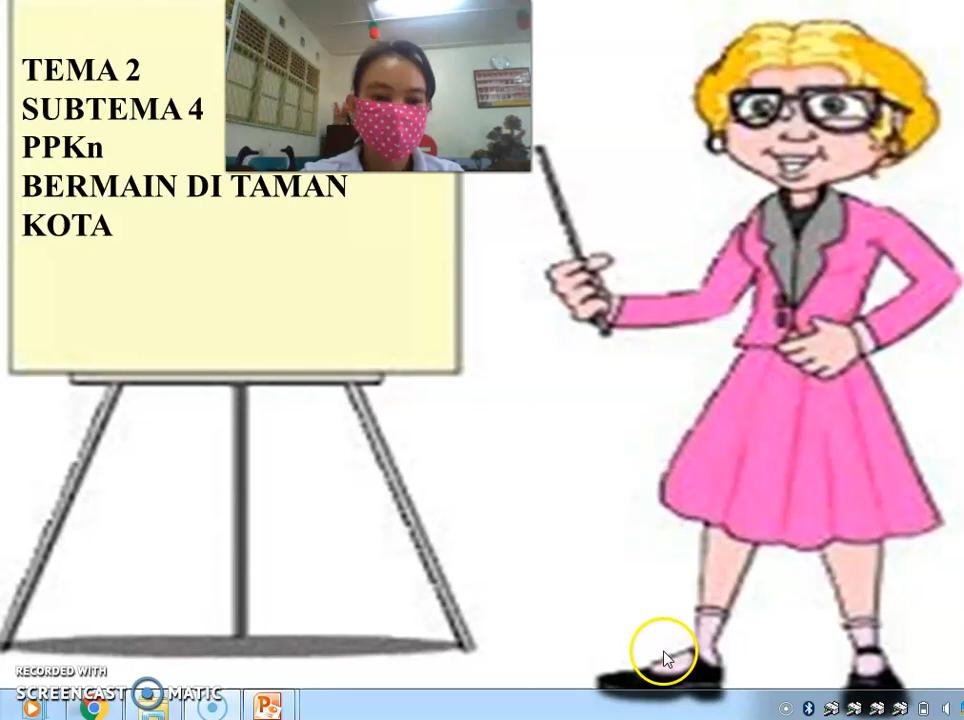 TEMA 2
SUBTEMA 4
PPKn
BERMAIN DI TAMAN
KOTA
RECORDED WITH
SCREENCAST MATIC